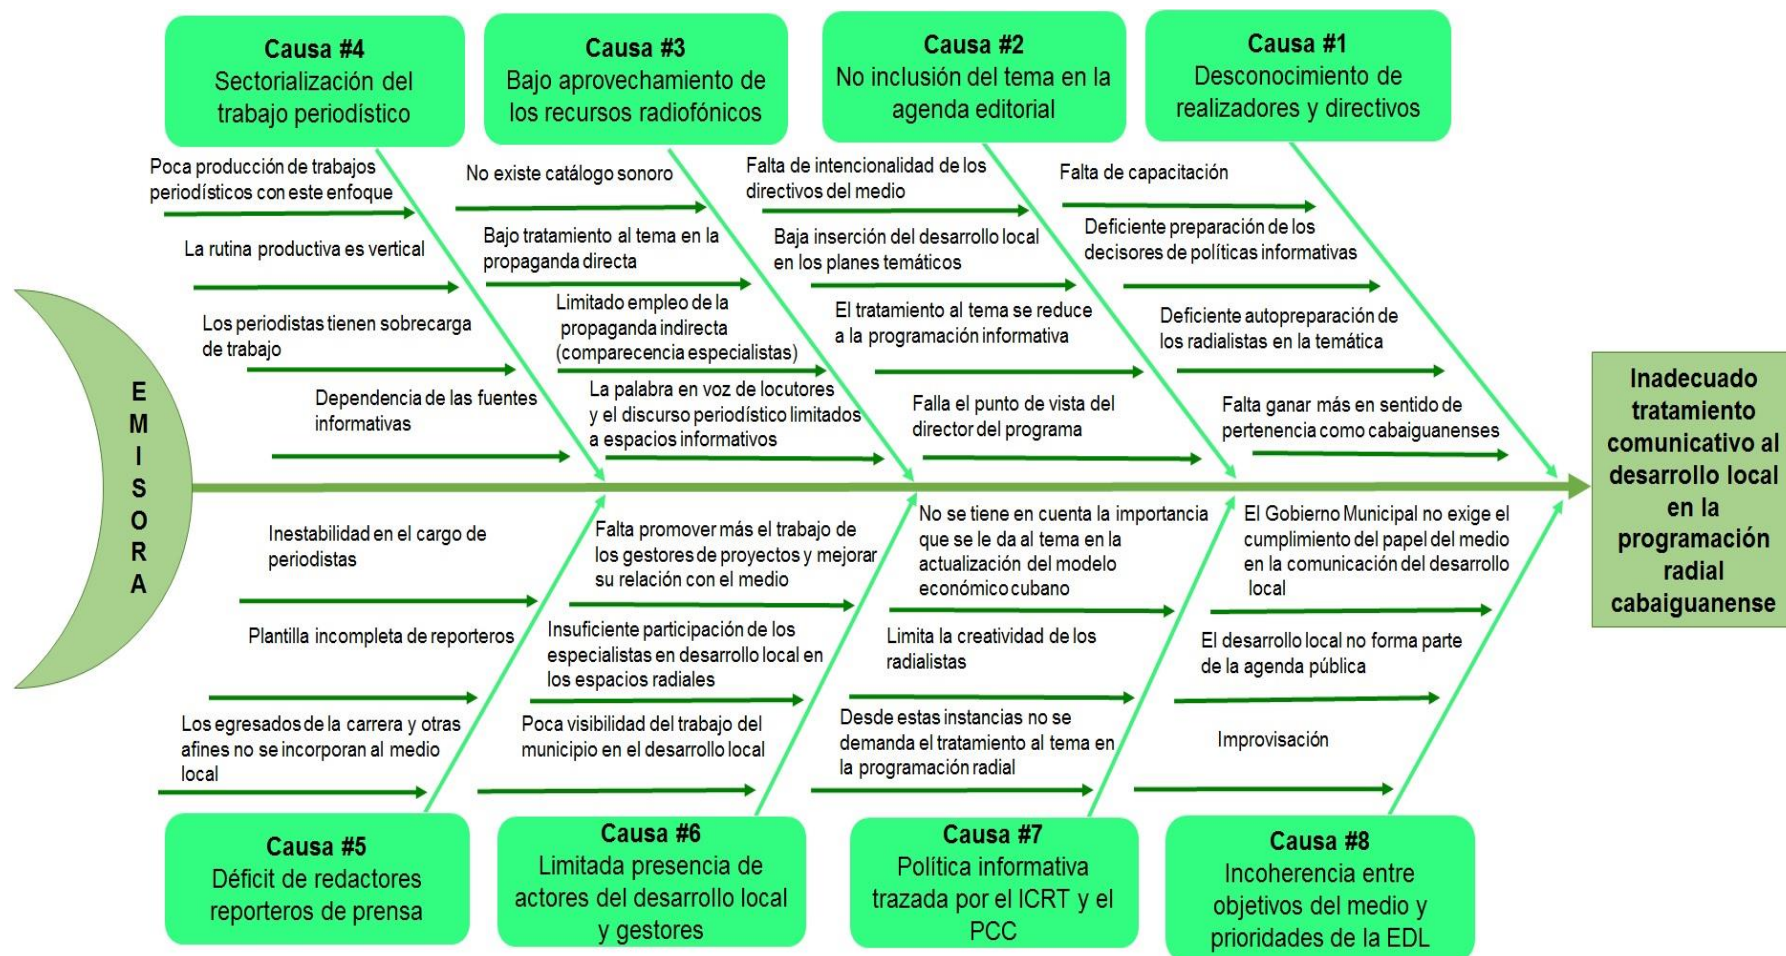 Causa #4
Sectorialización del
trabajo periodístico
Causa #3
Bajo aprovechamiento de
los recursos radiofónicos
Causa #2
No inclusión del tema en la
agenda editorial
Causa #1
Desconocimiento de
realizadores y directivos
Poca producción de trabajos
periodísticos con este enfoque
La rutina productiva es vertical
Los periodistas tienen sobrecarga
de trabajo
Dependencia de las fuentes
informativas
No existe catálogo sonoro
Bajo tratamiento al tema en la
propaganda directa
Limitado empleo de la
propaganda indirecta
(comparecencia especialistas)
La palabra en voz de locutores
y el discurso periodístico limitados
a espacios informativos
Falta de intencionalidad de los
directivos del medio
Baja inserción del desarrollo local
en los planes temáticos
El tratamiento al tema se reduce
a la programación informativa
Falla el punto de vista del
director del programa
Falta de capacitación
Deficiente preparación de los
decisores de políticas informativas
Deficiente autopreparación de
los radialistas en la temática
Falta ganar más en sentido de
pertenencia como cabaiguanenses
EMISORA
Inadecuado
tratamiento
comunicativo al
desarrollo local
en la
programación
radial
cabaiguanense
Inestabilidad en el cargo de
periodistas
Plantilla incompleta de reporteros
Los egresados de la carrera y otras
afines no se incorporan al medio
local
Falta promover más el trabajo de
los gestores de proyectos y mejorar
su relación con el medio
Insuficiente participación de los
especialistas en desarrollo local en
los espacios radiales
Poca visibilidad del trabajo del
municipio en el desarrollo local
No se tiene en cuenta la importancia
que se le da al tema en la
actualización del modelo
económico cubano
Limita la creatividad de los
radialistas
Desde estas instancias no se
demanda el tratamiento al tema en
la programación radial
El Gobierno Municipal no exige el
cumplimiento del papel del medio
en la comunicación del desarrollo
local
El desarrollo local no forma parte
de la agenda pública
Improvisación
Causa #5
Déficit de redactores
reporteros de prensa
Causa #6
Limitada presencia de
actores del desarrollo local
y gestores
Causa #7
Política informativa
trazada por el ICRT y el
PCC
Causa #8
Incoherencia entre
objetivos del medio y
prioridades de la EDL